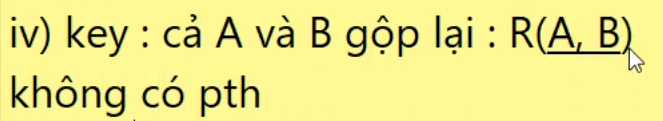 iv) key : cả A và B gộp lại : R(A, B)
không có pth